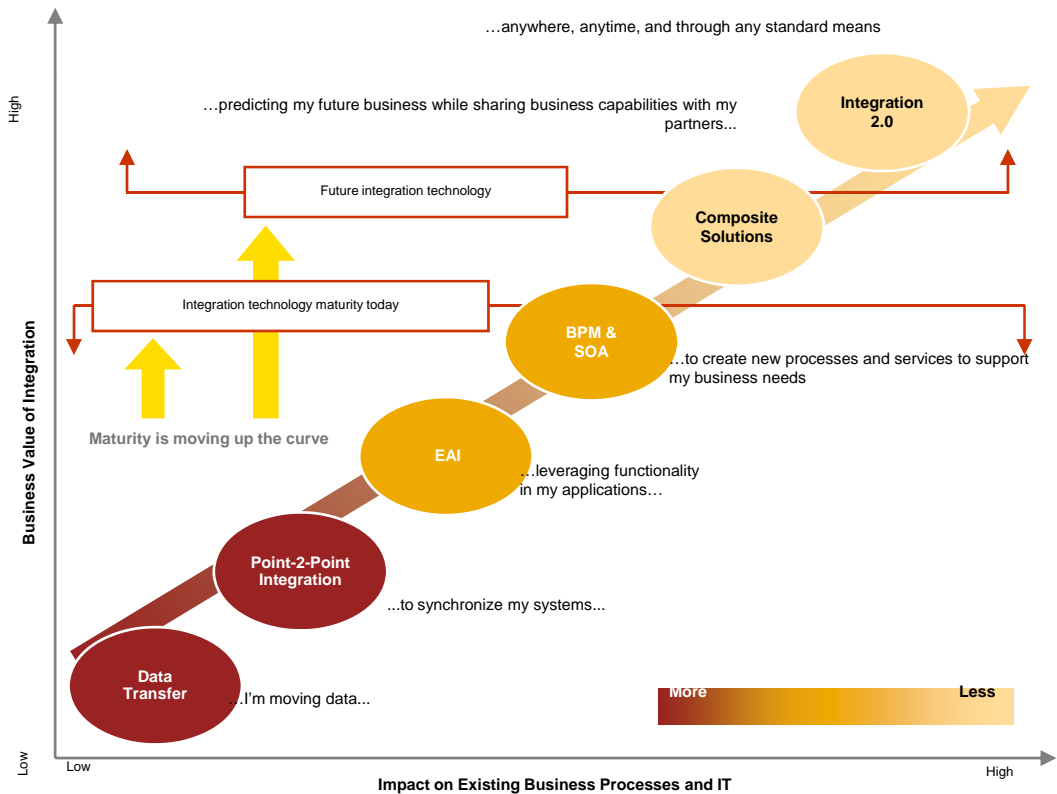 …anywhere, anytime, and through any standard means
High
Integration
2.0
…predicting my future business while sharing business capabilities with my
partners...
Future integration technology
Composite
Solutions
Integration technology maturity today
BPM &
SOA
…to create new processes and services to support
my business needs
Business Value of Integration
Maturity is moving up the curve
EAI
…leveraging functionality
in my applications…
Point-2-Point
Integration
...to synchronize my systems...
Data
Transfer
…I'm moving data...
More
Less
Low
Low
High
Impact on Existing Business Processes and IT